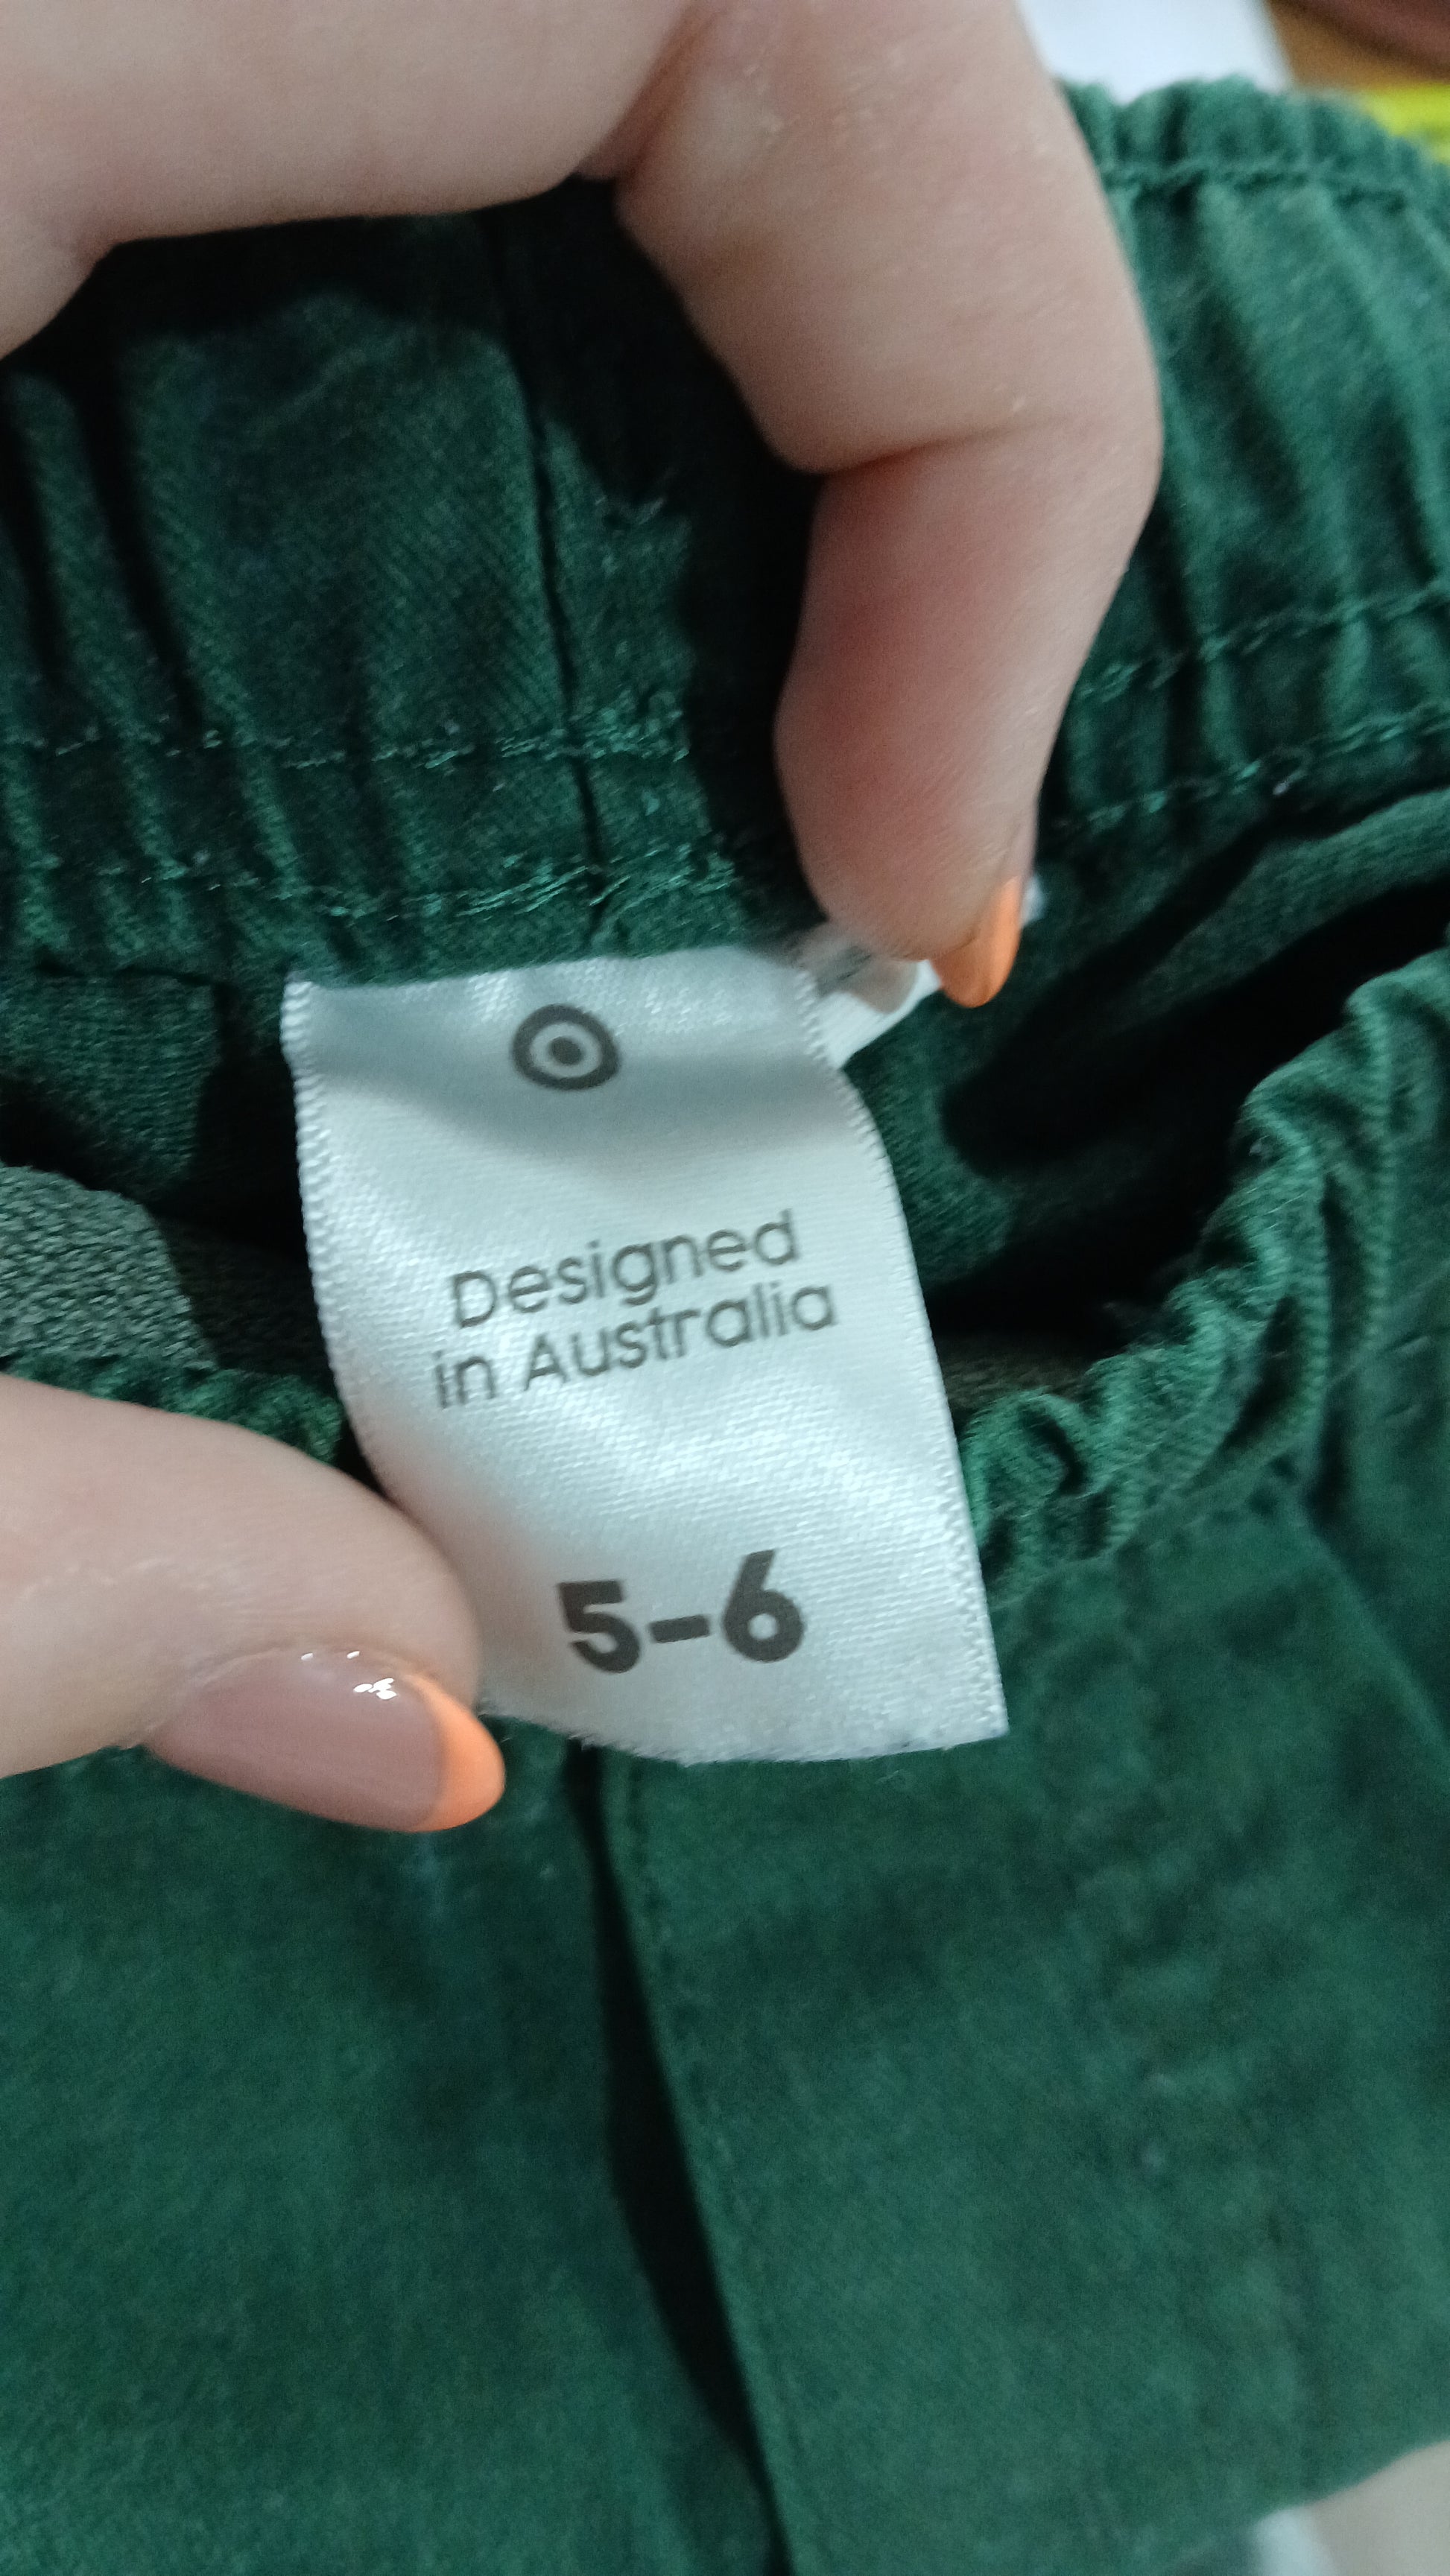 Designed
in Australia
5-6